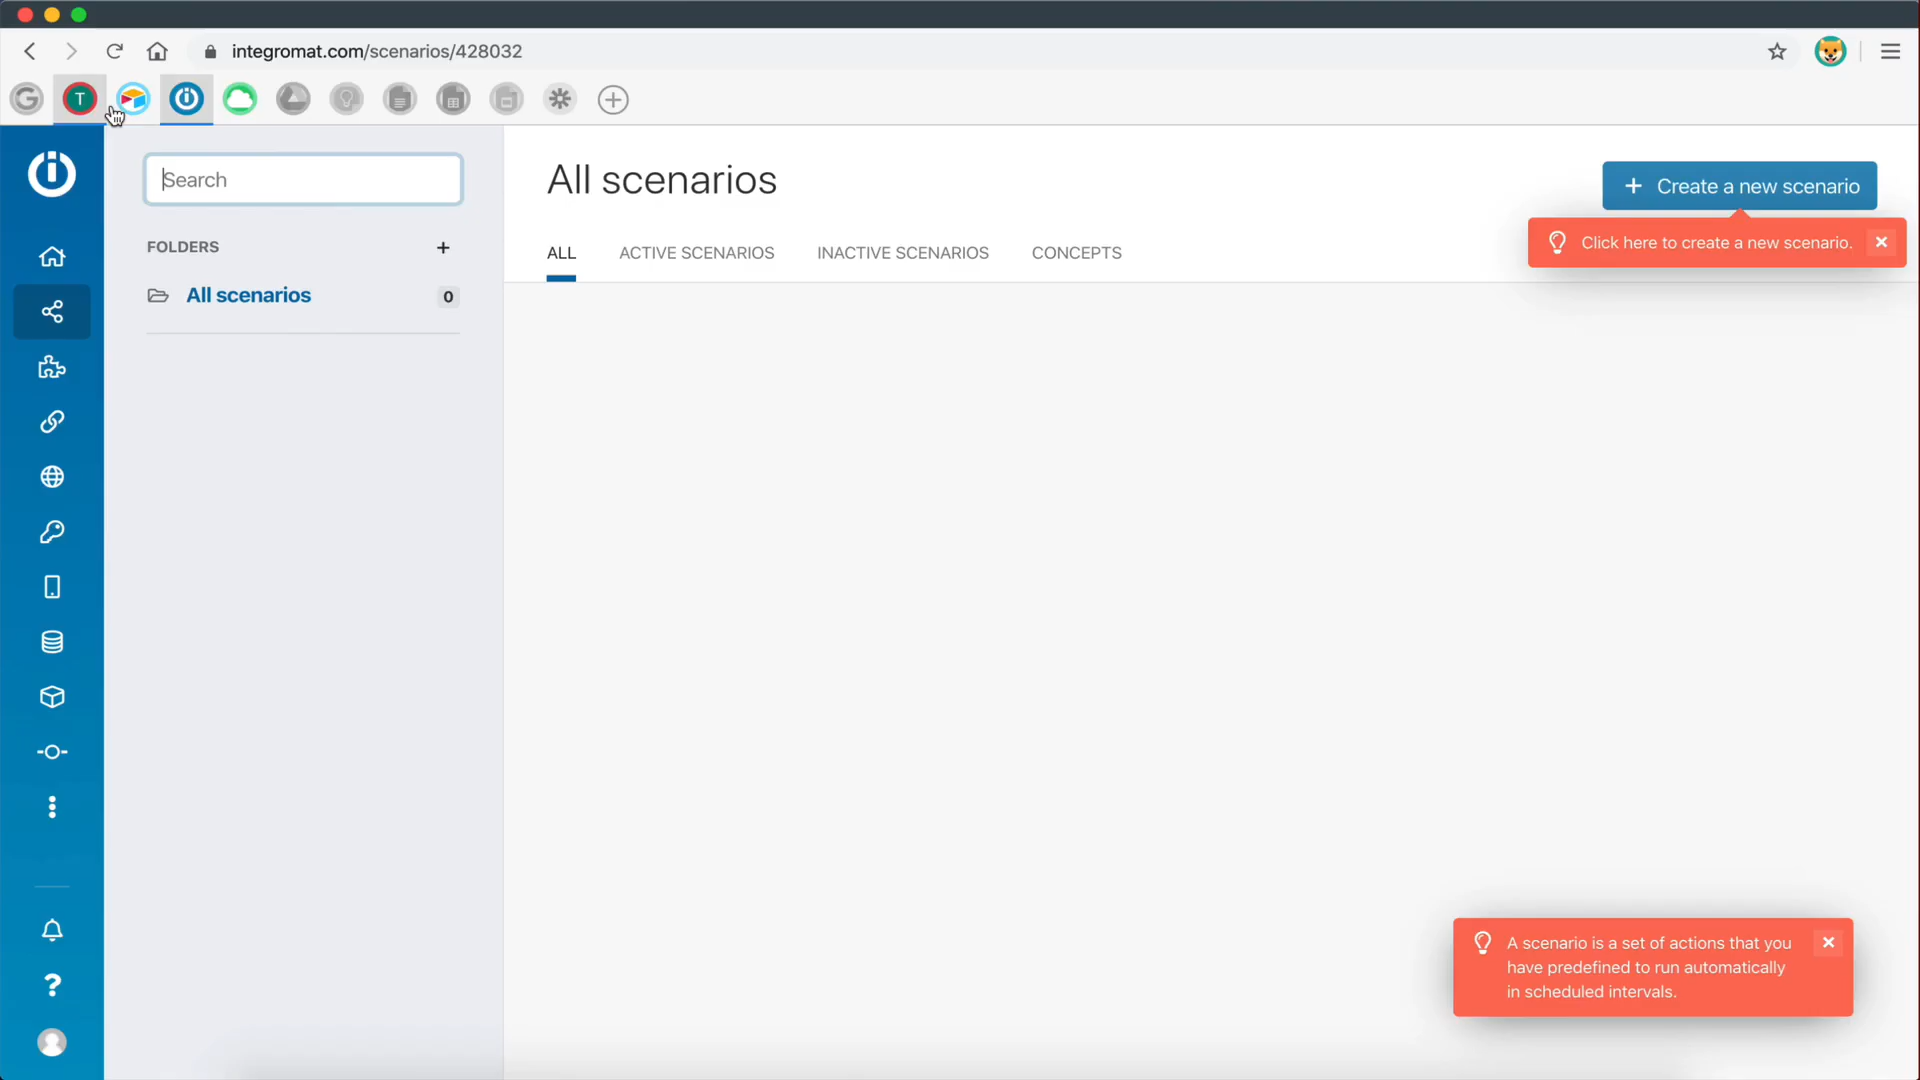 integromat.com/scenarios/428032
G
T
Search
All scenarios
+ Create a new scenario
Click here to create a new scenario.
FOLDERS +
ALL ACTIVE SCENARIOS INACTIVE SCENARIOS CONCEPTS
All scenarios 0
A scenario is a set of actions that you
have predefined to run automatically
in scheduled intervals.
?